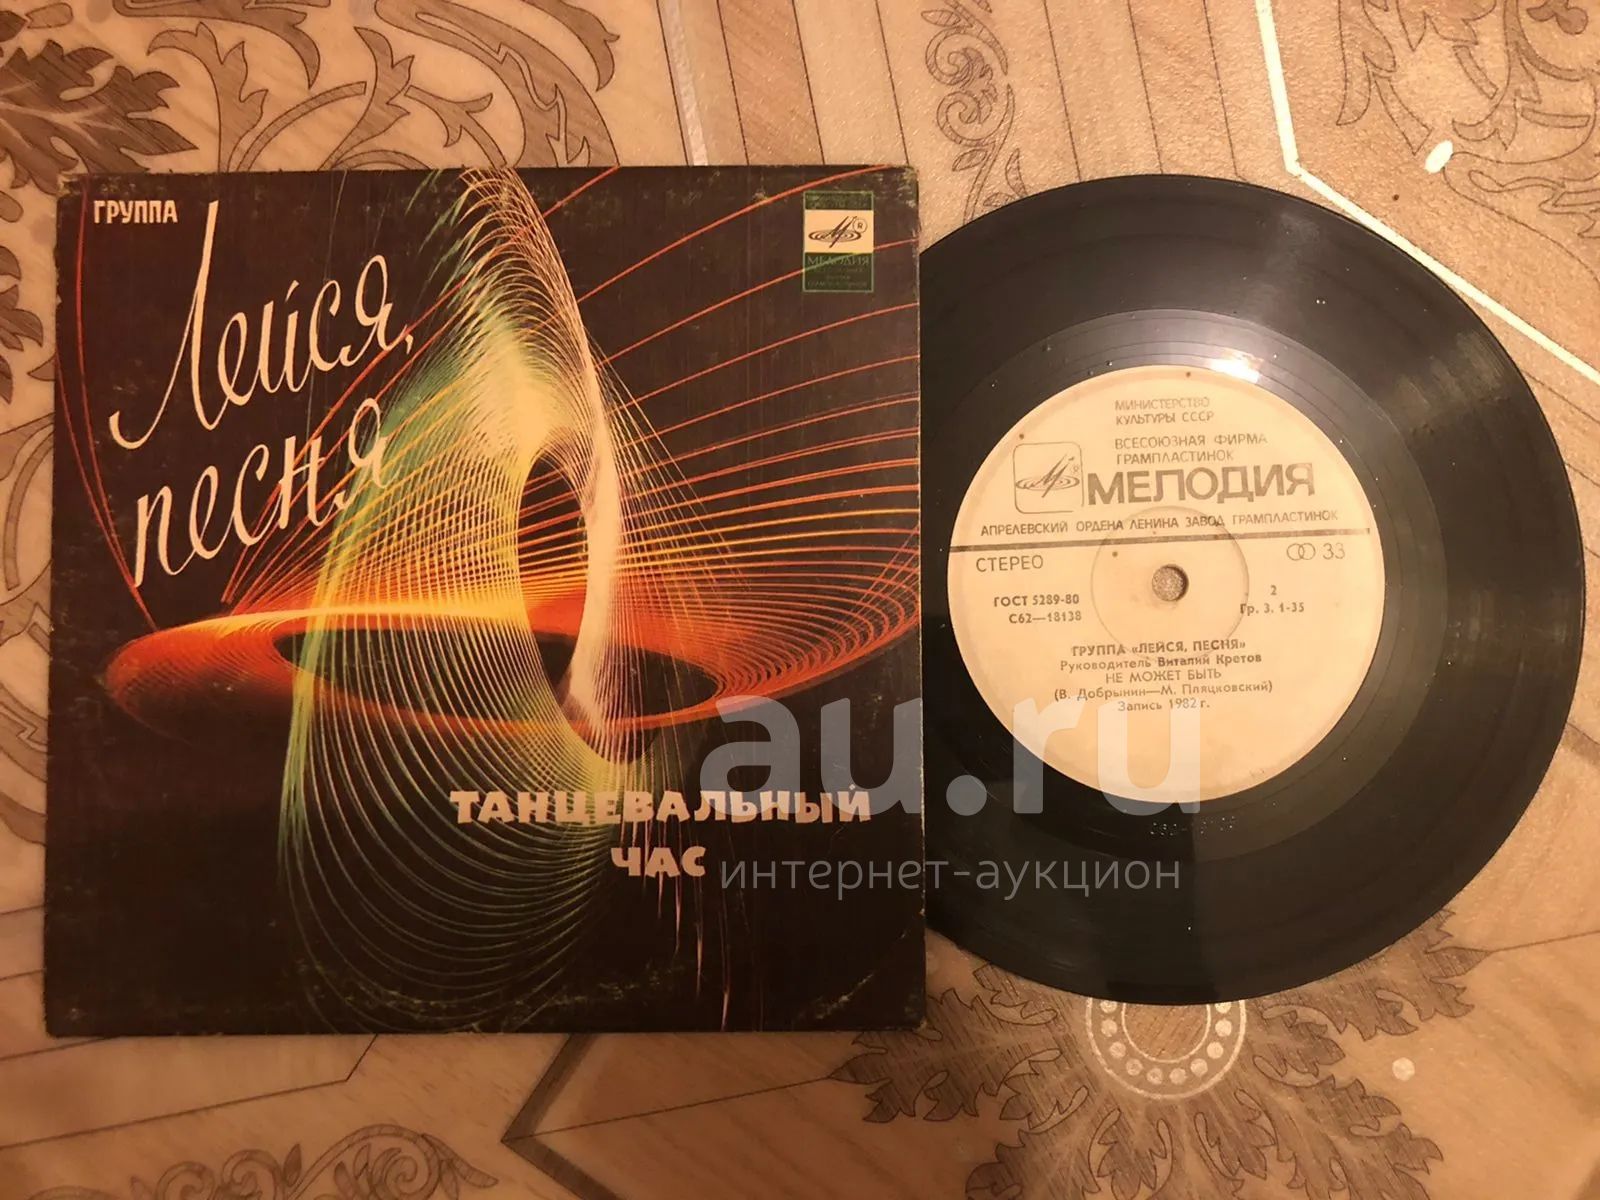 ГРУППА
Лейся,
песня
МЕЛОДИЯ
ТАНЦЕВАЛЬНЫЙ
ЧАС
МИНИСТЕРСТВО
КУЛЬТУРЫ СССР
ВСЕСОЮЗНАЯ ФИРМА
ГРАМПЛАСТИНОК
МЕЛОДИЯ
АПРЕЛЕВСКИЙ ОРДЕНА ЛЕНИНА ЗАВОД ГРАМПЛАСТИНОК
СТЕРЕО 33
ГОСТ 5289-80 2
С62—18138 Гр. 3. 1-35
ГРУППА «ЛЕЙСЯ, ПЕСНЯ»
Руководитель Виталий Кретов
НЕ МОЖЕТ БЫТЬ
(В. Добрынин—М. Пляцковский)
Запись 1982 г.
au.ru
интернет-аукцион